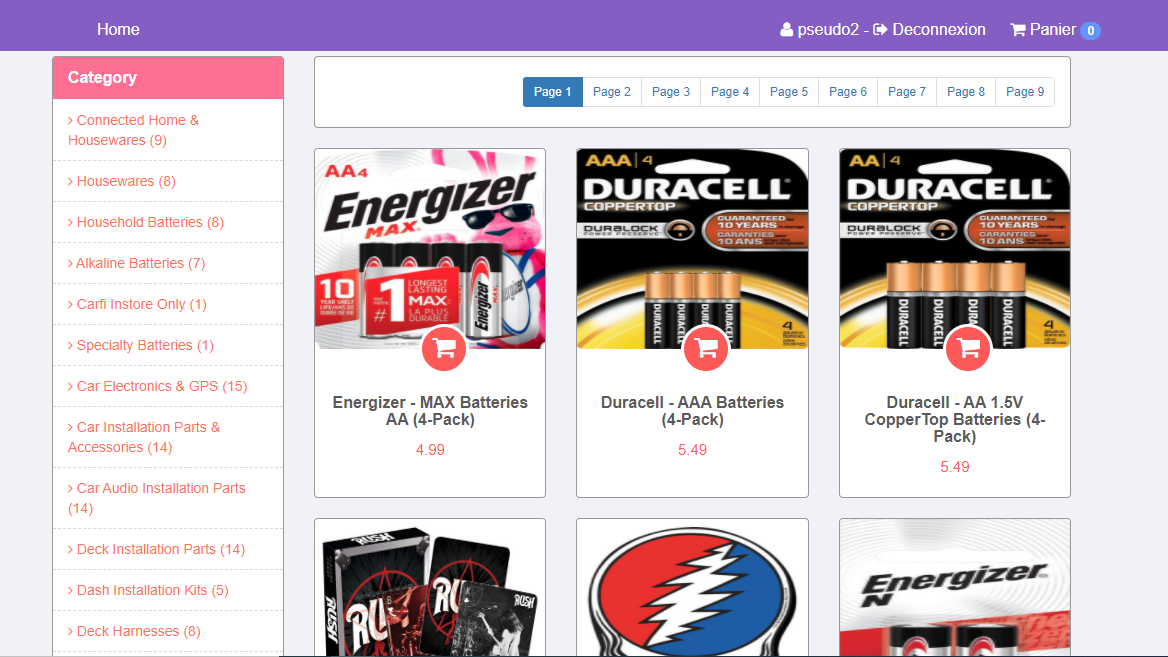 Home
pseudo2 - Deconnexion
Panier 0
Category
Connected Home &
Housewares (9)
Housewares (8)
Household Batteries (8)
Alkaline Batteries (7)
Carfi Instore Only (1)
Specialty Batteries (1)
Car Electronics & GPS (15)
Car Installation Parts &
Accessories (14)
Car Audio Installation Parts
(14)
Deck Installation Parts (14)
Dash Installation Kits (5)
Deck Harnesses (8)
Page 1 Page 2 Page 3 Page 4 Page 5 Page 6 Page 7 Page 8 Page 9
AA4
Energizer
MAX
10
YEAR SHELF
#1 LONGEST
LASTING
MAX
LA PLUS
DURABLE
Energizer
MAX
Energizer - MAX Batteries
AA (4-Pack)
4.99
AAA 4
DURACELL
COPPERTOP
DURALOCK
POWER PRESERVE
GUARANTEED
10 YEARS
GARANTIES
10 ANS
DURACELL DURACELL DURACELL DURACELL
4
Duracell - AAA Batteries
(4-Pack)
5.49
AA 4
DURACELL
COPPERTOP
DURALOCK
POWER PRESERVE
GUARANTEED
10 YEARS
GARANTIES
10 ANS
DURACELL DURACELL DURACELL DURACELL
4
Duracell - AA 1.5V
CopperTop Batteries (4-
Pack)
5.49
RUSH
RUSH
RUSH
Energizer
N